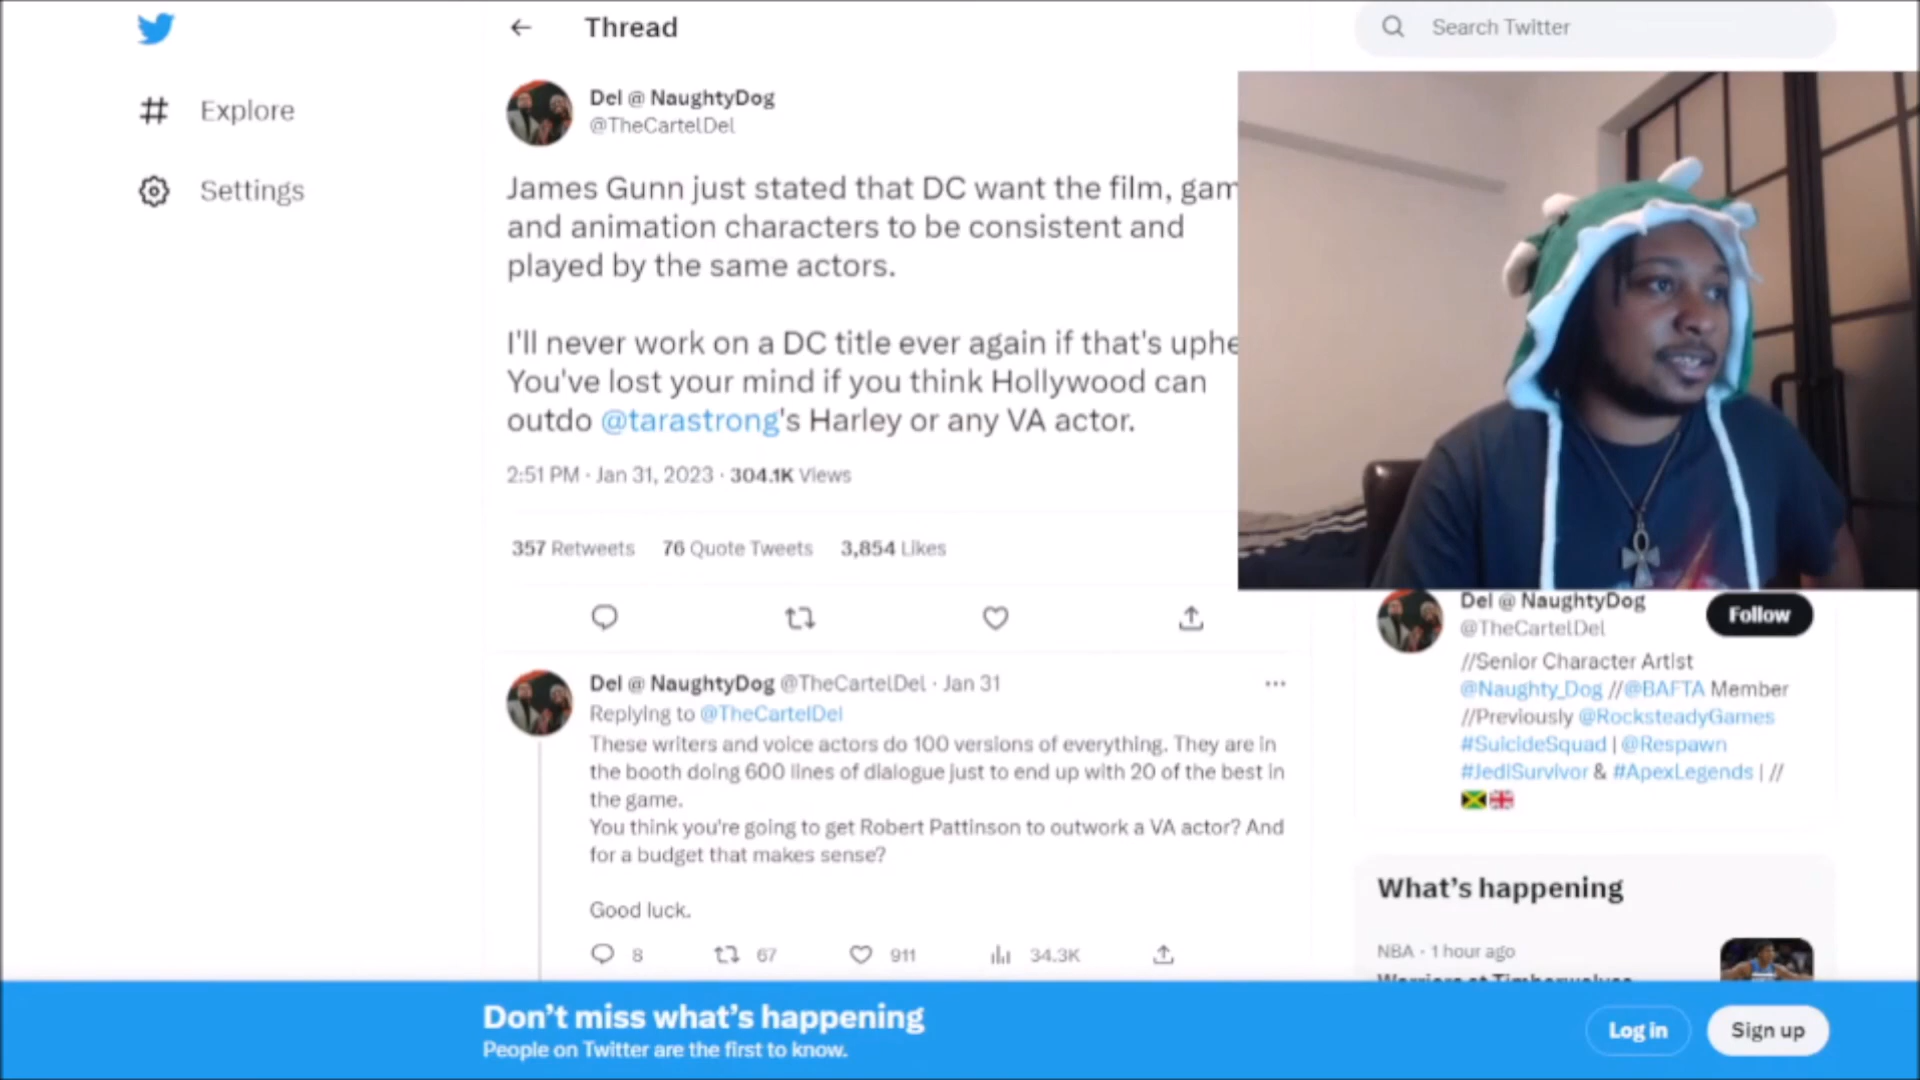 Thread
Search Twitter
Explore
Settings
Del @ NaughtyDog
@TheCartelDel
James Gunn just stated that DC want the film, gam
and animation characters to be consistent and
played by the same actors.
I'll never work on a DC title ever again if that's uphe
You've lost your mind if you think Hollywood can
outdo @tarastrong's Harley or any VA actor.
2:51 PM · Jan 31, 2023 · 304.1K Views
357 Retweets 76 Quote Tweets 3,854 Likes
Del @ NaughtyDog @TheCartelDel · Jan 31
Replying to @TheCartelDel
These writers and voice actors do 100 versions of everything. They are in
the booth doing 600 lines of dialogue just to end up with 20 of the best in
the game.
You think you're going to get Robert Pattinson to outwork a VA actor? And
for a budget that makes sense?
Good luck.
8 67 911 34.3K
Del @ NaughtyDog
@TheCartelDel
Follow
//Senior Character Artist
@Naughty_Dog //@BAFTA Member
//Previously @RocksteadyGames
#SuicideSquad | @Respawn
#JediSurvivor & #ApexLegends | //
What's happening
NBA · 1 hour ago
Warriors at Timberwolves
Don't miss what's happening
People on Twitter are the first to know.
Log in
Sign up